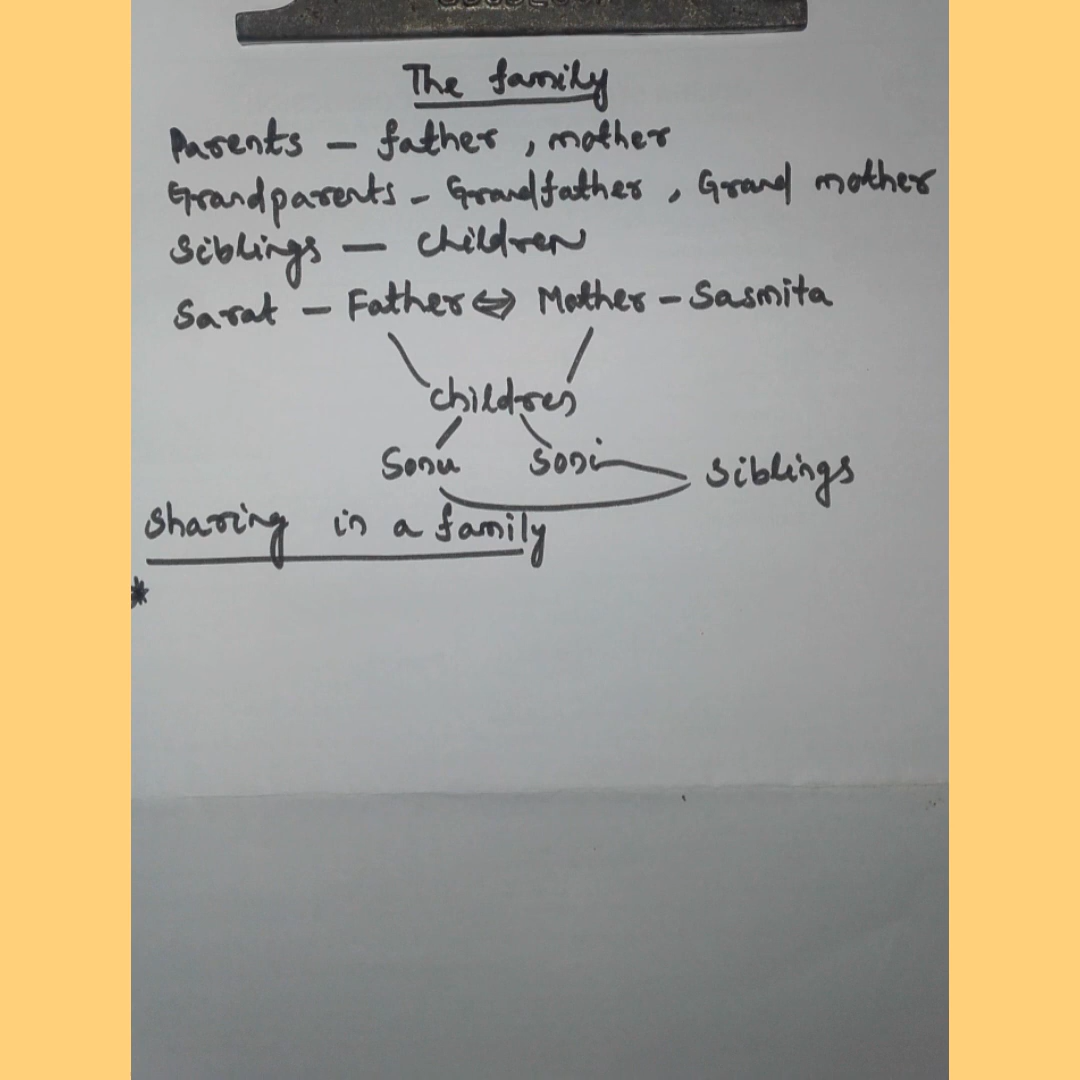 The family
Parents – father, mother
Grandparents – Grandfather, Grand mother
Siblings – children
Sarat – Father ⇔ Mother – Sasmita
children
Sonu Soni Siblings
Sharing in a family
*